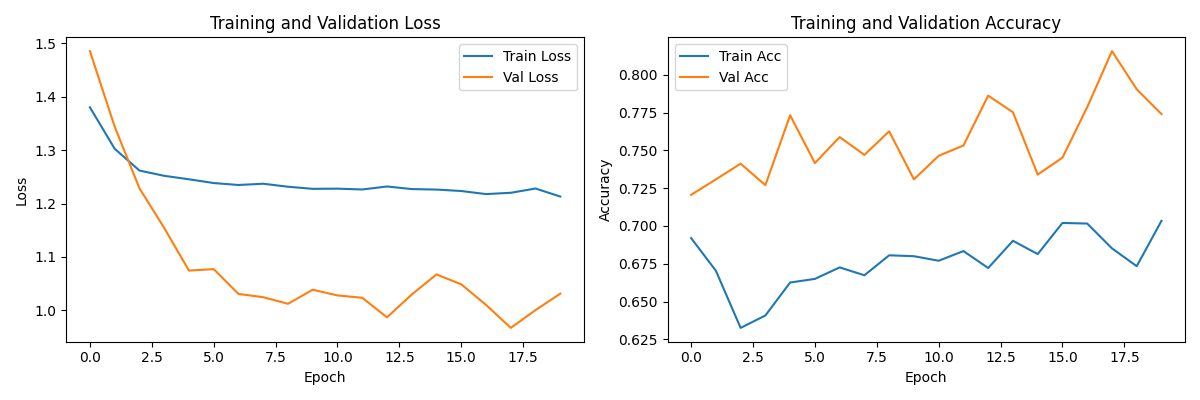 Training and Validation Loss
1.5
1.4
1.3
1.2
1.1
1.0
Loss
Train Loss
Val Loss
0.0 2.5 5.0 7.5 10.0 12.5 15.0 17.5
Epoch
Training and Validation Accuracy
0.800
0.775
0.750
0.725
0.700
0.675
0.650
0.625
Accuracy
Train Acc
Val Acc
0.0 2.5 5.0 7.5 10.0 12.5 15.0 17.5
Epoch